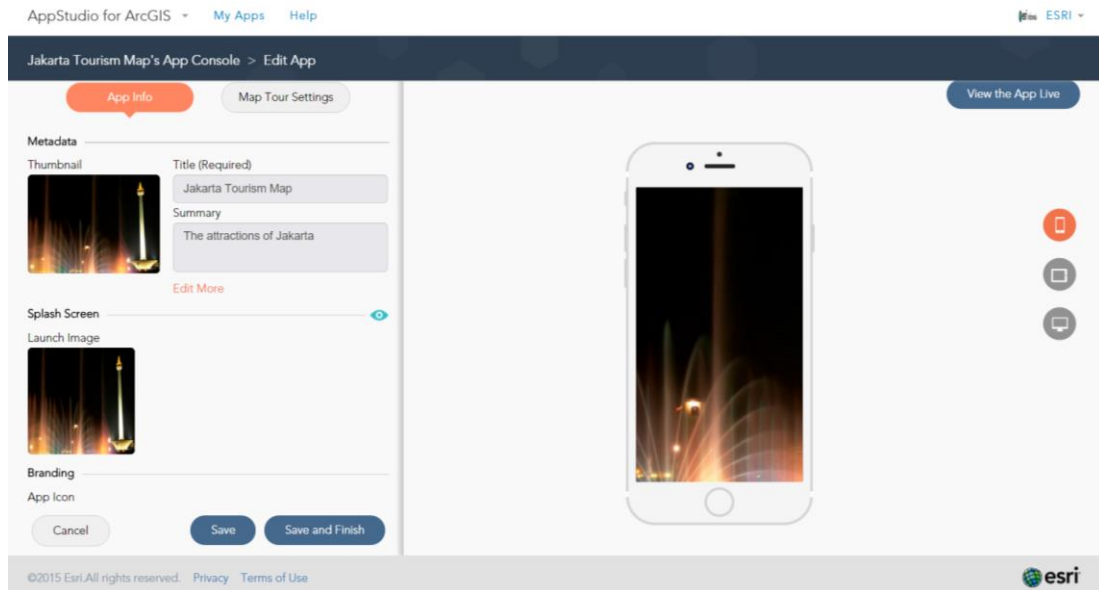 AppStudio for ArcGIS My Apps Help ESRI
Jakarta Tourism Map's App Console > Edit App
App Info Map Tour Settings View the App Live
Metadata
Thumbnail Title (Required)
Jakarta Tourism Map
Summary
The attractions of Jakarta
Edit More
Splash Screen
Launch Image
Branding
App Icon
Cancel Save Save and Finish
©2015 Esri.All rights reserved. Privacy Terms of Use esri